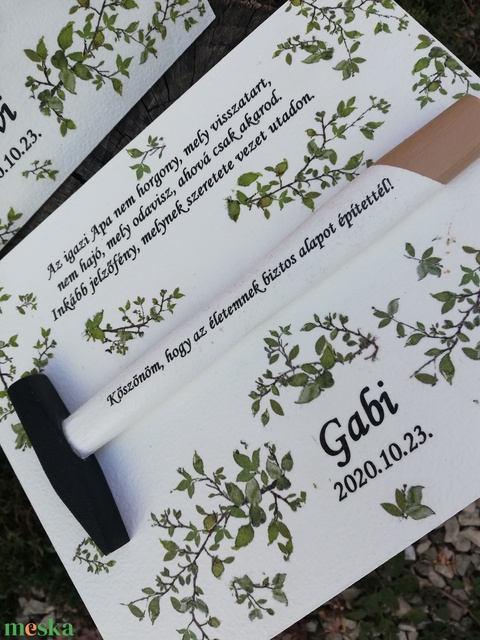 Az igazi Apa nem horgony, mely visszatart,
nem hajó, mely odavisz, ahová csak akarod.
Inkább jelzőfény, melynek szeretete vezet utadon.
Köszönöm, hogy az életemnek biztos alapot építettél!
Gabi
2020.10.23.
10.23.
meska